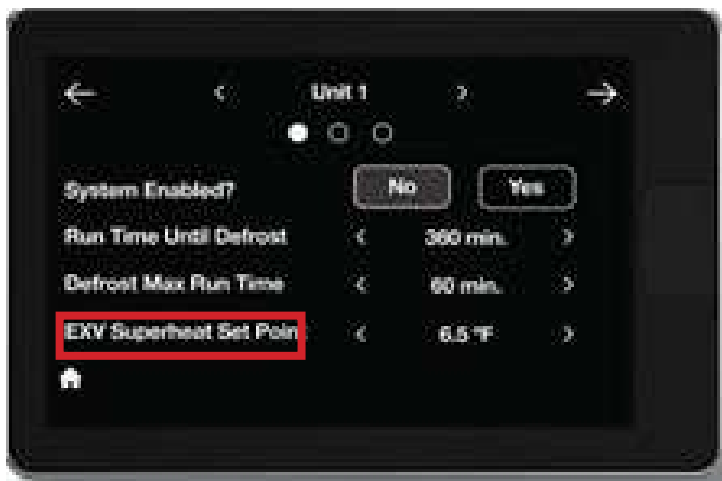 Unit 1
System Enabled? No Yes
Run Time Until Defrost 360 min.
Defrost Max Run Time 60 min.
EXV Superheat Set Poin 6.5 °F